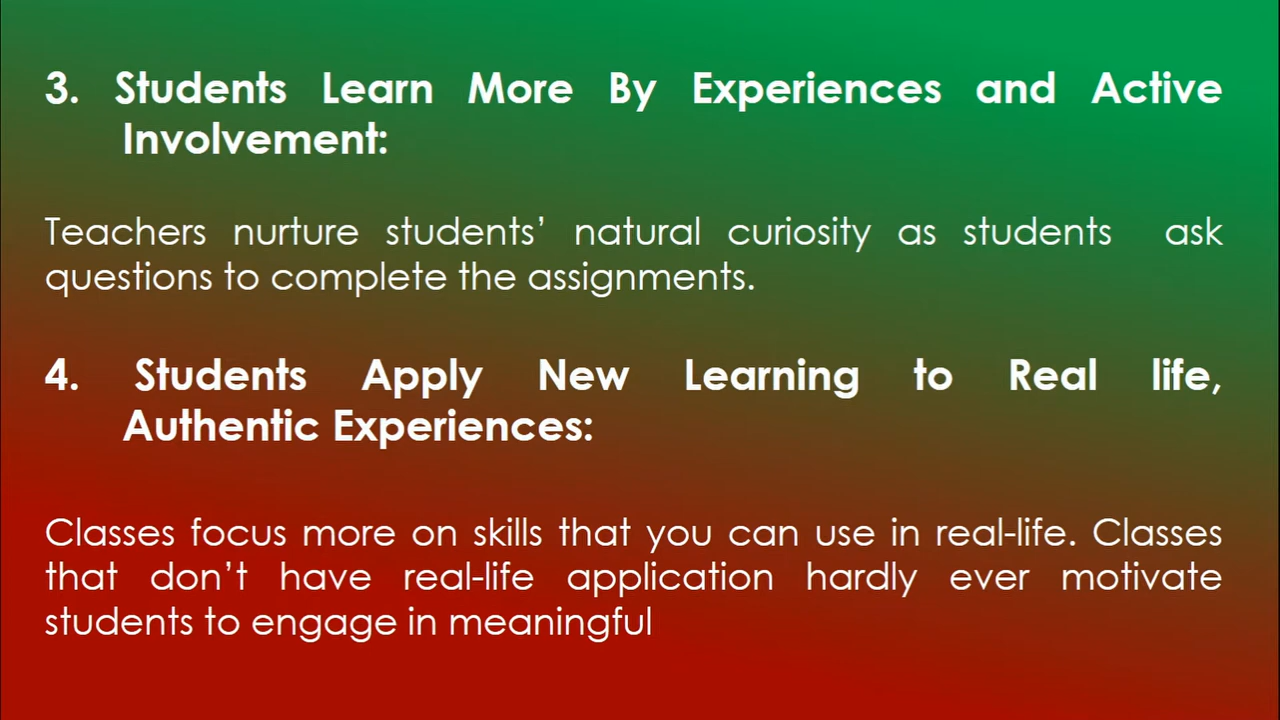 3. Students Learn More By Experiences and Active
Involvement:
Teachers nurture students’ natural curiosity as students ask
questions to complete the assignments.
4. Students Apply New Learning to Real life,
Authentic Experiences:
Classes focus more on skills that you can use in real-life. Classes
that don’t have real-life application hardly ever motivate
students to engage in meaningful